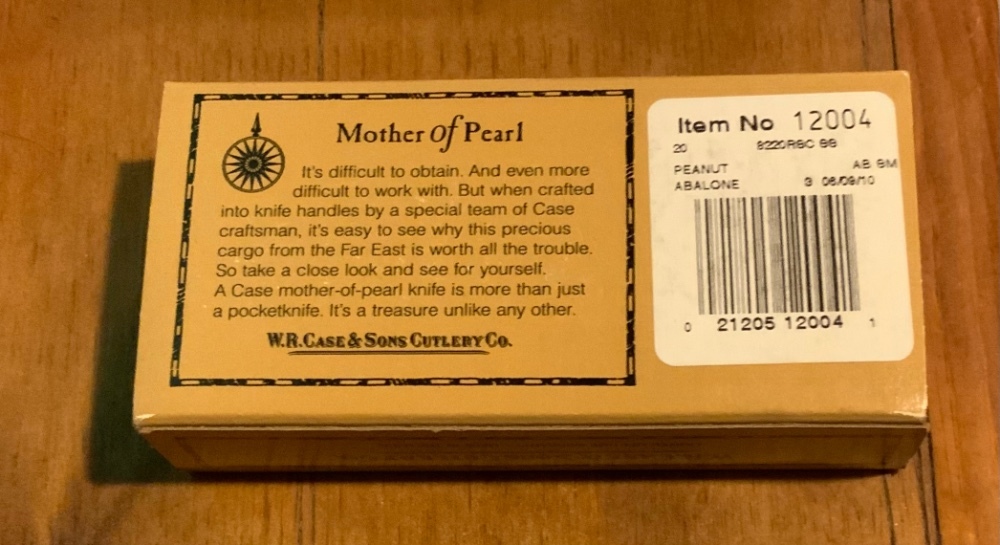 Mother of Pearl
It's difficult to obtain. And even more
difficult to work with. But when crafted
into knife handles by a special team of Case
craftsman, it's easy to see why this precious
cargo from the Far East is worth all the trouble.
So take a close look and see for yourself.
A Case mother-of-pearl knife is more than just
a pocketknife. It's a treasure unlike any other.
W.R.CASE & SONS CUTLERY CO.
Item No 12004
20
PEANUT AB SM
ABALONE 3 08/09/10
0 21205 12004 1